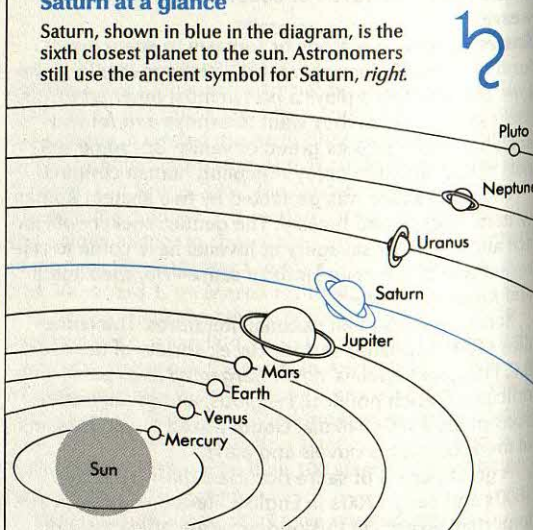 Saturn at a glance
Saturn, shown in blue in the diagram, is the
sixth closest planet to the sun. Astronomers
still use the ancient symbol for Saturn, right.
Pluto
Neptune
Uranus
Saturn
Jupiter
Mars
Earth
Venus
Mercury
Sun